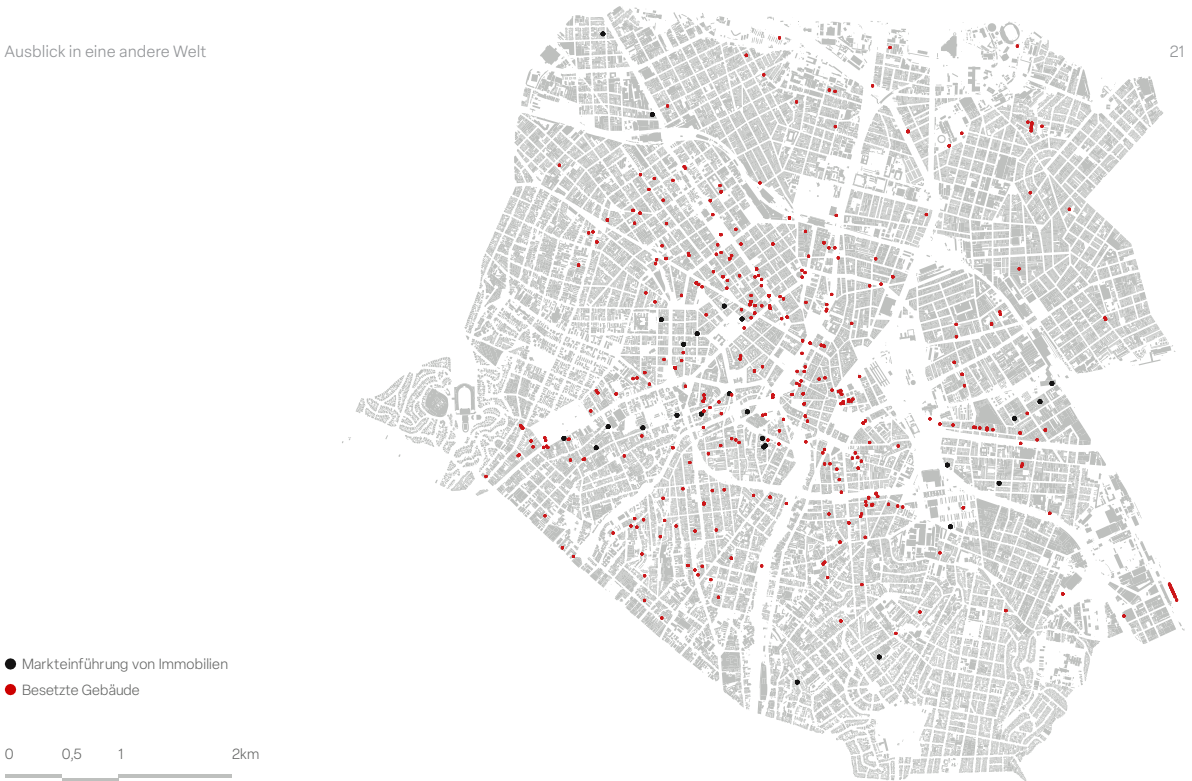 Ausblick in eine andere Welt
21
Markteinführung von Immobilien
Besetzte Gebäude
0 0,5 1 2km